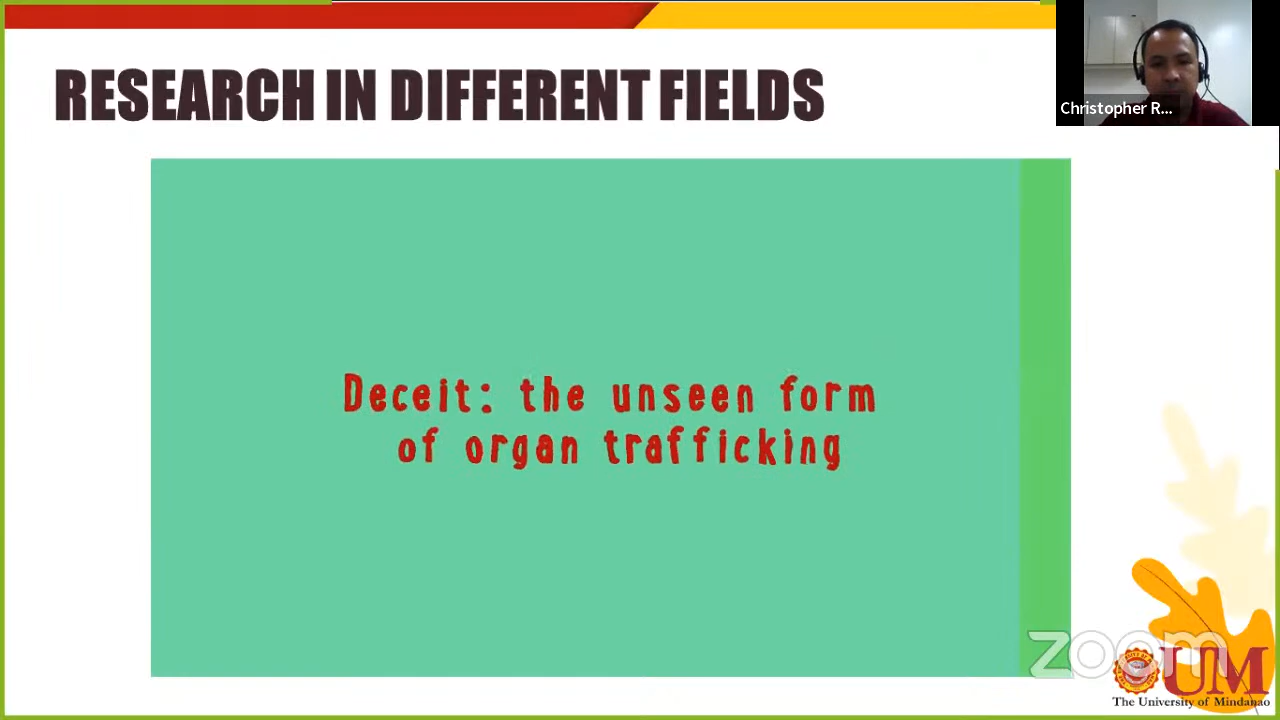 RESEARCH IN DIFFERENT FIELDS
Christopher R...
Deceit: the unseen form
of organ trafficking
zoom
UM
The University of Mindanao